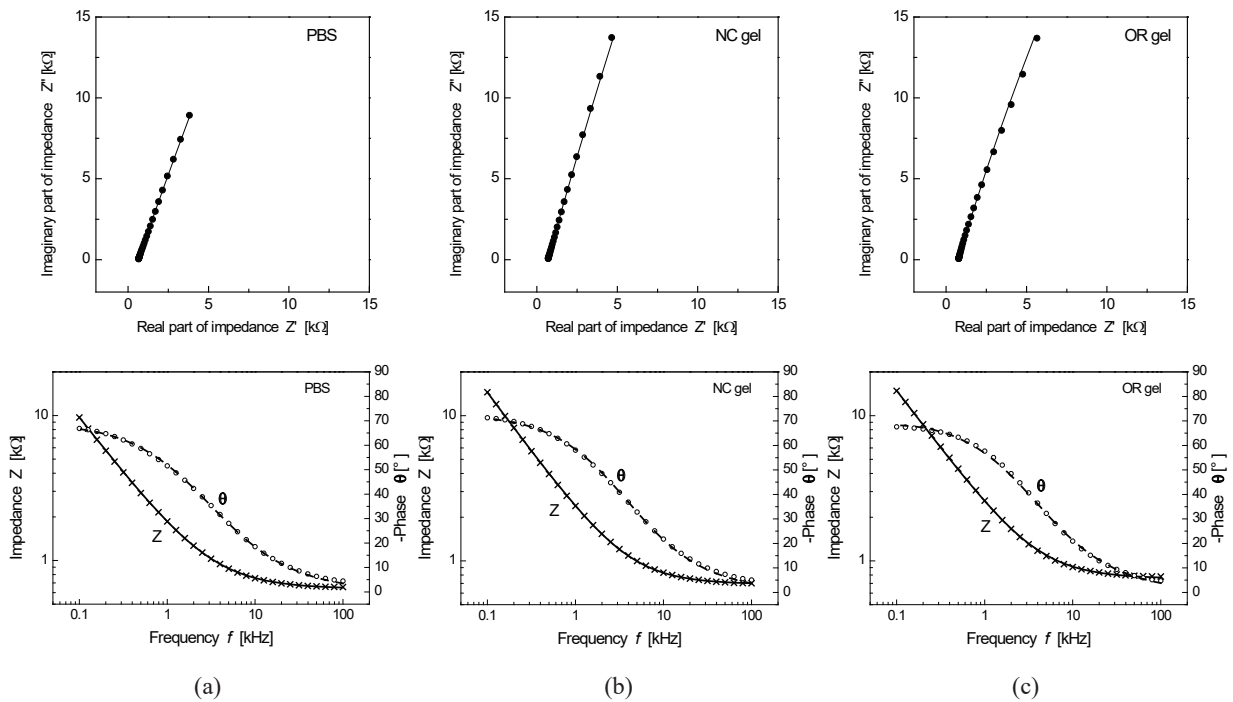 PBS
15
10
5
0
Imaginary part of impedance Z'' [kΩ]
0 5 10 15
Real part of impedance Z' [kΩ]
NC gel
15
10
5
0
Imaginary part of impedance Z'' [kΩ]
0 5 10 15
Real part of impedance Z' [kΩ]
OR gel
15
10
5
0
Imaginary part of impedance Z'' [kΩ]
0 5 10 15
Real part of impedance Z' [kΩ]
PBS
10
1
Impedance Z [kΩ]
θ
Z
90
80
70
60
50
40
30
20
10
0
-Phase θ [°]
0.1 1 10 100
Frequency f [kHz]
NC gel
10
1
Impedance Z [kΩ]
θ
Z
90
80
70
60
50
40
30
20
10
0
-Phase θ [°]
0.1 1 10 100
Frequency f [kHz]
OR gel
10
1
Impedance Z [kΩ]
θ
Z
90
80
70
60
50
40
30
20
10
0
-Phase θ [°]
0.1 1 10 100
Frequency f [kHz]
(a) (b) (c)